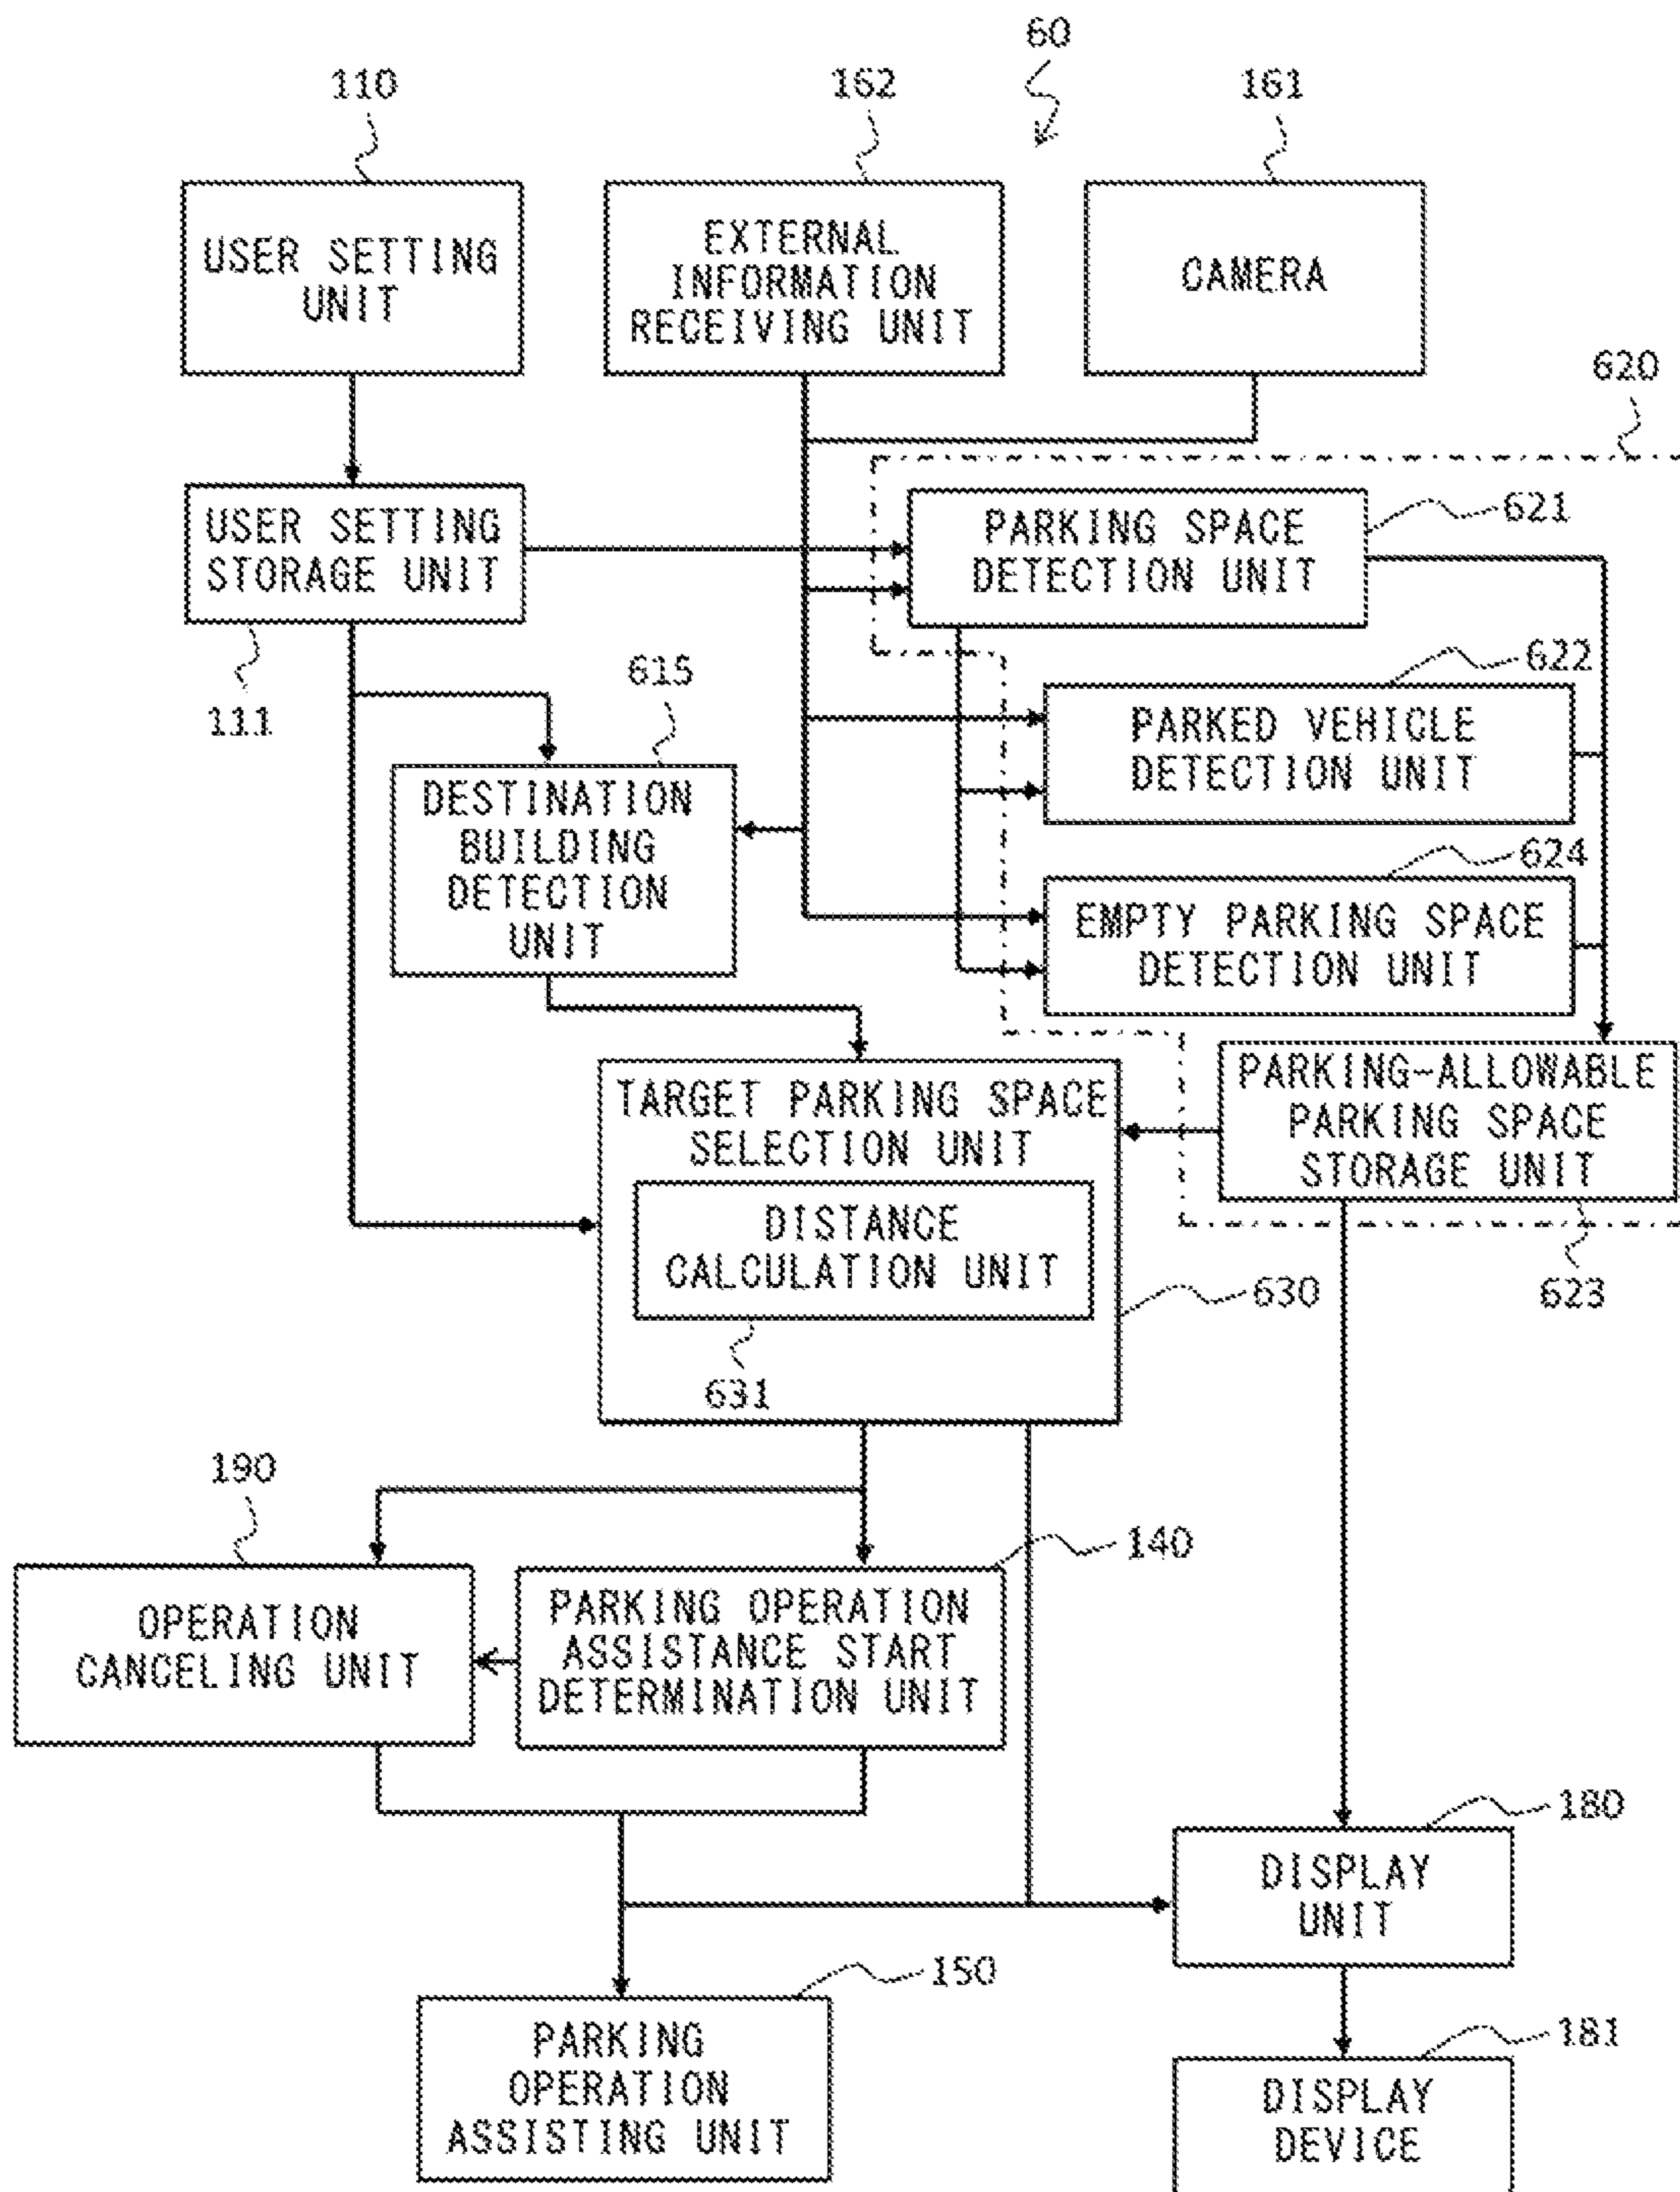 60
110
162
161
USER SETTING
UNIT
EXTERNAL
INFORMATION
RECEIVING UNIT
CAMERA
620
USER SETTING
STORAGE UNIT
111
PARKING SPACE
DETECTION UNIT
621
615
622
PARKED VEHICLE
DETECTION UNIT
DESTINATION
BUILDING
DETECTION
UNIT
624
EMPTY PARKING SPACE
DETECTION UNIT
TARGET PARKING SPACE
SELECTION UNIT
DISTANCE
CALCULATION UNIT
631
630
PARKING-ALLOWABLE
PARKING SPACE
STORAGE UNIT
623
190
140
OPERATION
CANCELING UNIT
PARKING OPERATION
ASSISTANCE START
DETERMINATION UNIT
180
DISPLAY
UNIT
150
PARKING
OPERATION
ASSISTING UNIT
181
DISPLAY
DEVICE